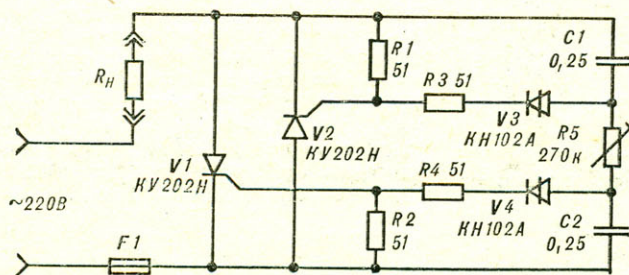 R1
51
C1
0,25
Rн
R3 51
V2
КУ202Н
V3
КН102А
R5
270к
V1
КУ202Н
R4 51
V4
КН102А
~220В
F1
R2
51
C2
0,25